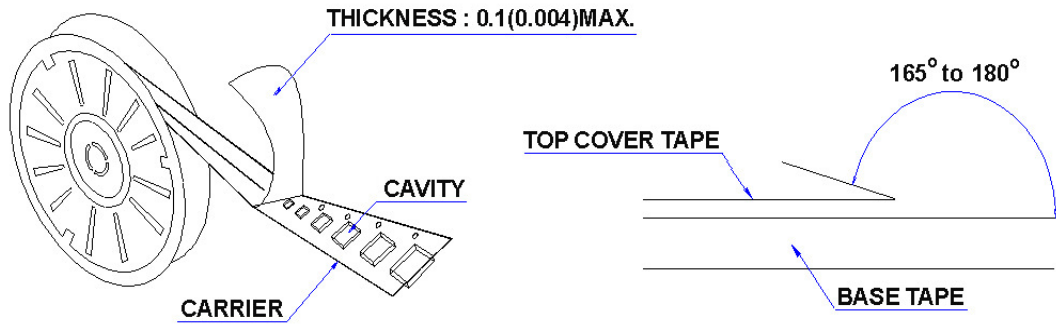 THICKNESS : 0.1(0.004)MAX.
165° to 180°
TOP COVER TAPE
CAVITY
CARRIER
BASE TAPE